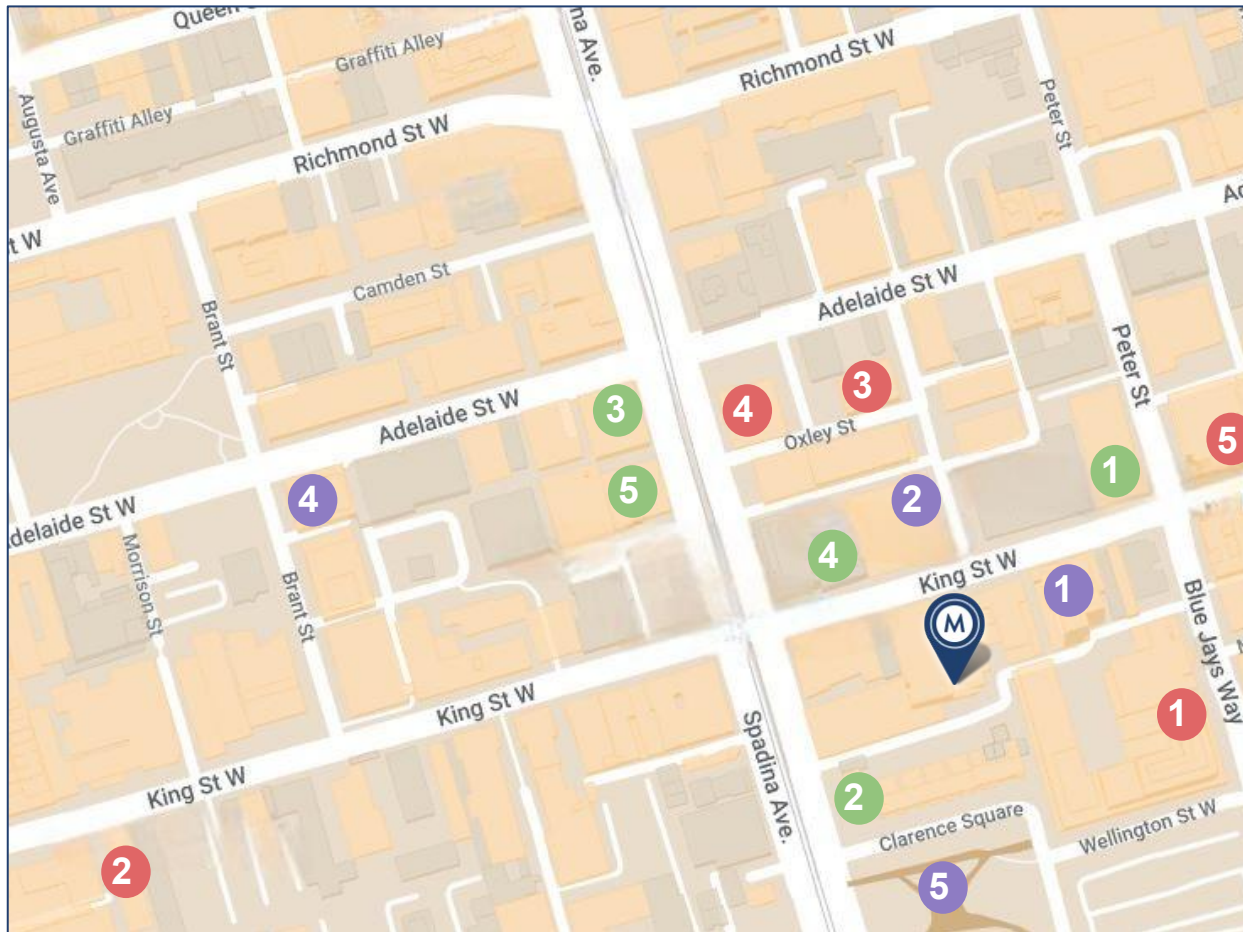 Queen
Graffiti Alley
na Ave.
Richmond St W
Peter St
Augusta Ave
Graffiti Alley
Richmond St W
St W
Camden St
Adelaide St W
Brant St
Peter St
3
4
3
Adelaide St W
Oxley St
5
1
5
4
2
Adelaide St W
Morrison St
4
King St W
1
Brant St
M
Blue Jays Way
King St W
1
Spadina Ave.
King St W
2
Clarence Square
Wellington St W
2
5